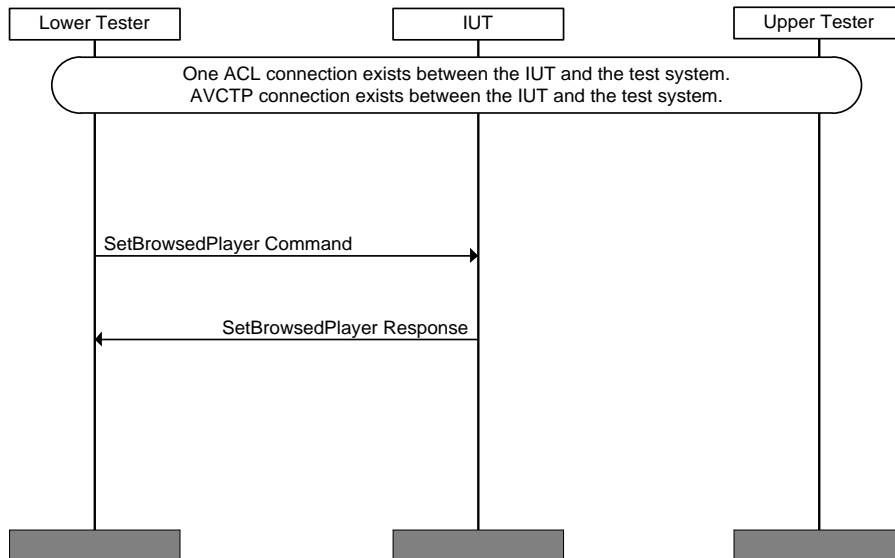 Lower Tester
IUT
Upper Tester
One ACL connection exists between the IUT and the test system.
AVCTP connection exists between the IUT and the test system.
SetBrowsedPlayer Command
SetBrowsedPlayer Response